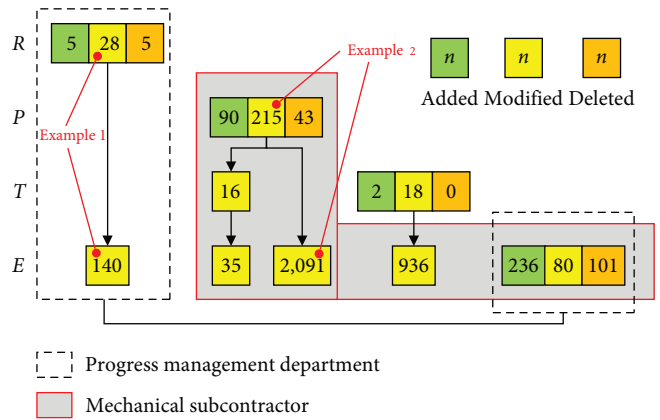 R 5 28 5
Example 2
n n n
Added Modified Deleted
P 90 215 43
Example 1
T 16 2 18 0
E 140 35 2,091 936 236 80 101
Progress management department
Mechanical subcontractor